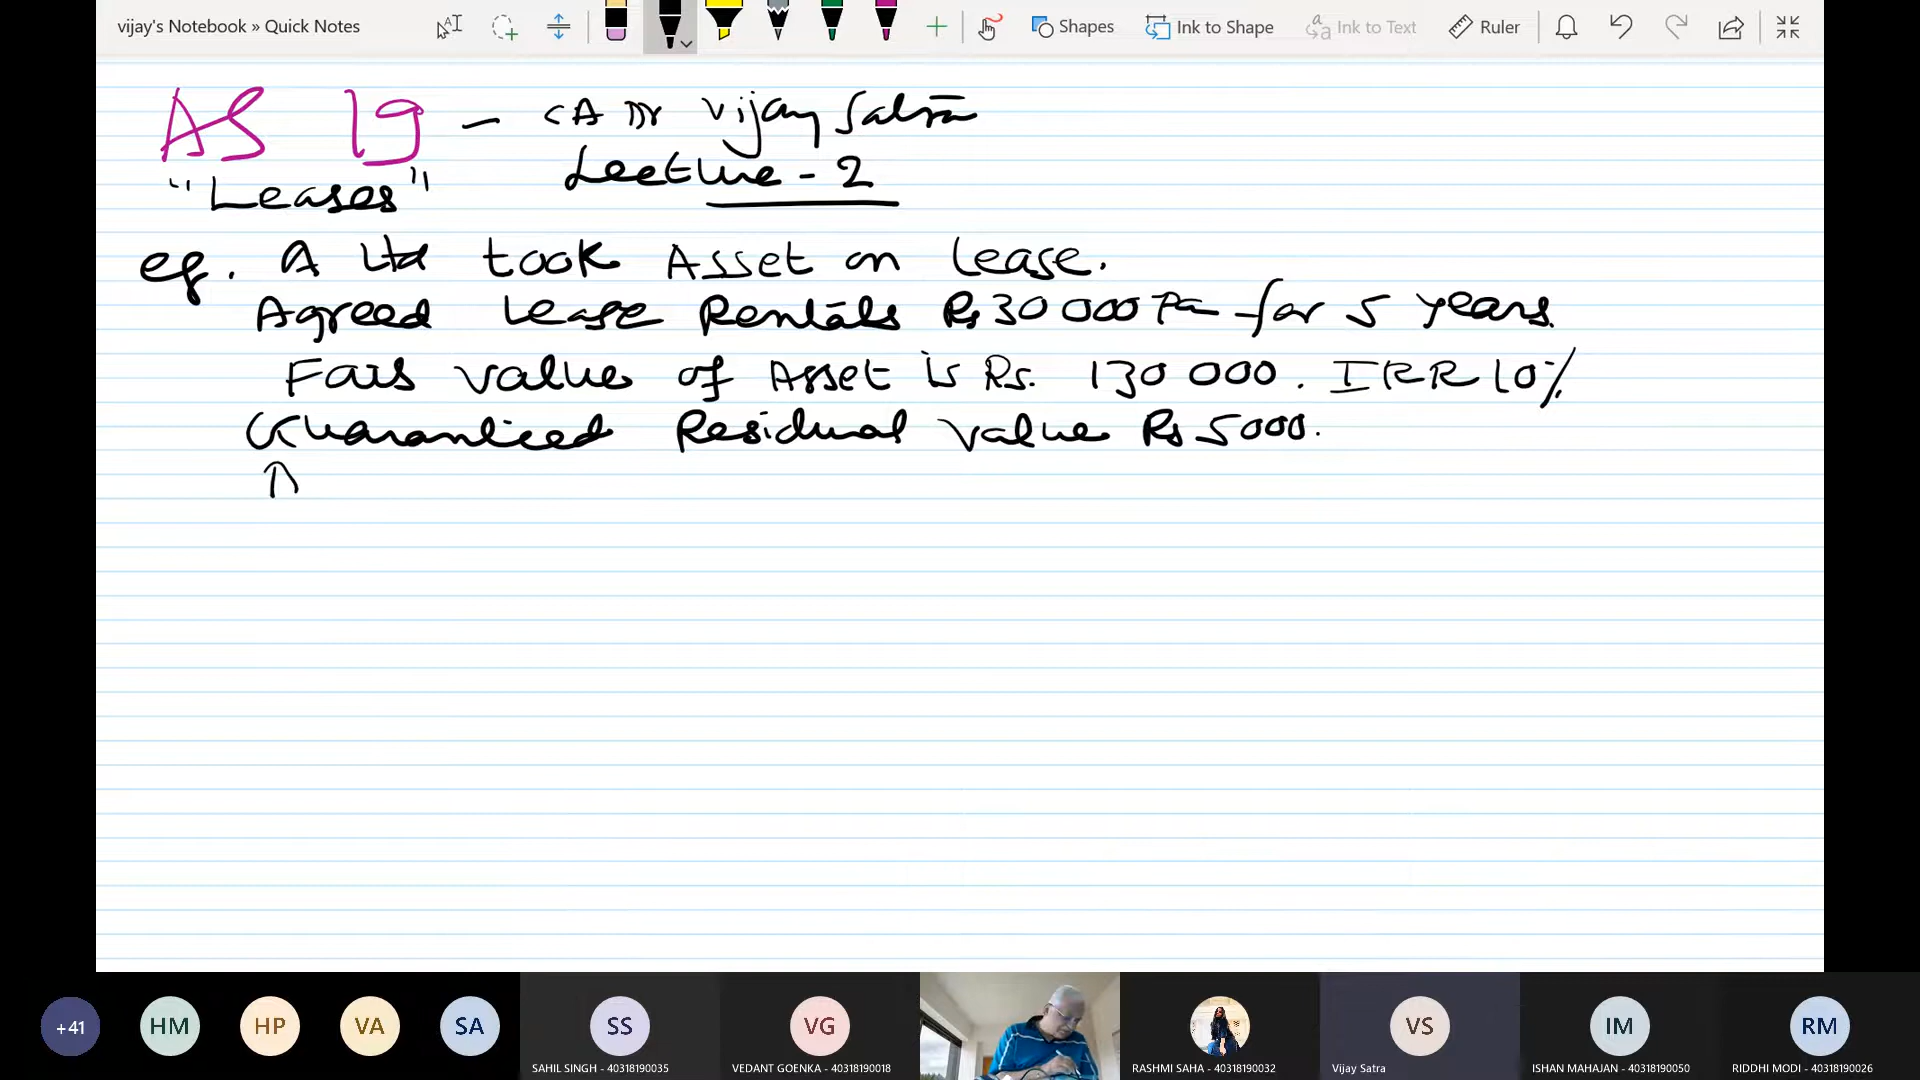 vijay's Notebook » Quick Notes
Shapes
Ink to Shape
Ink to Text
Ruler
AS 19 - CA Dr Vijay Satra
"Leases" Lecture - 2
eg. A Ltd took Asset on Lease.
Agreed Lease Rentals Rs 30 000 Pa for 5 years.
Fair value of Asset is Rs. 130 000. IRR 10%
Guaranteed Residual value Rs 5000.
+41
HM
HP
VA
SA
SS
VG
VS
IM
RM
SAHIL SINGH - 40318190035
VEDANT GOENKA - 40318190018
RASHMI SAHA - 40318190032
Vijay Satra
ISHAN MAHAJAN - 40318190050
RIDDHI MODI - 40318190026